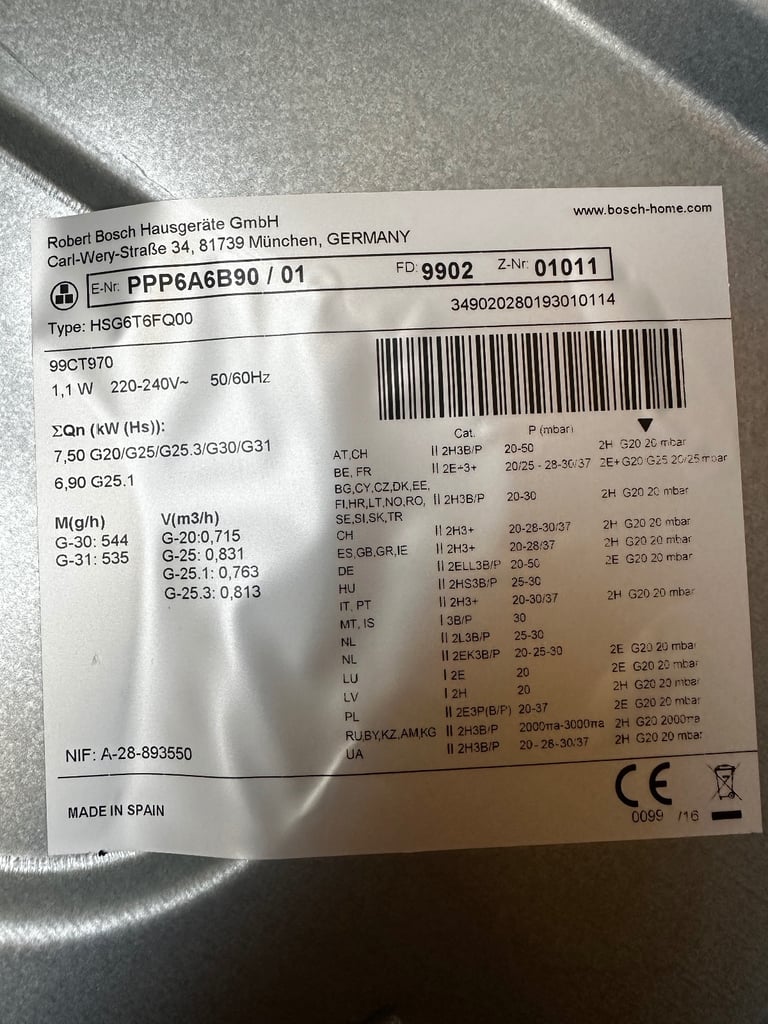 Robert Bosch Hausgeräte GmbH
www.bosch-home.com
Carl-Wery-Straße 34, 81739 München, GERMANY
E-Nr: PPP6A6B90 / 01 FD: 9902 Z-Nr: 01011
349020280193010114
Type: HSG6T6FQ00
99CT970
1,1 W 220-240V~ 50/60Hz
ΣQn (kW (Hs)):
7,50 G20/G25/G25.3/G30/G31
6,90 G25.1
M(g/h) V(m3/h)
G-30: 544 G-20:0,715
G-31: 535 G-25: 0,831
G-25.1: 0,763
G-25.3: 0,813
Cat. P (mbar)
AT,CH II 2H3B/P 20-50 2H G20 20 mbar
BE, FR II 2E+3+ 20/25 - 28-30/37 2E+ G20 G25 20/25 mbar
BG,CY,CZ,DK,EE,
FI,HR,LT,NO,RO, II 2H3B/P 20-30 2H G20 20 mbar
SE,SI,SK,TR
CH II 2H3+ 20-28-30/37 2H G20 20 mbar
ES,GB,GR,IE II 2H3+ 20-28/37 2H G20 20 mbar
DE II 2ELL3B/P 20-50 2E G20 20 mbar
HU II 2HS3B/P 25-30
IT, PT II 2H3+ 20-30/37 2H G20 20 mbar
MT, IS I 3B/P 30
NL II 2L3B/P 25-30
NL II 2EK3B/P 20-25-30 2E G20 20 mbar
LU I 2E 20 2E G20 20 mbar
LV I 2H 20 2H G20 20 mbar
PL II 2E3P(B/P) 20-37 2E G20 20 mbar
RU,BY,KZ,AM,KG II 2H3B/P 2000πa-3000πa 2H G20 2000πa
UA II 2H3B/P 20-28-30/37 2H G20 20 mbar
NIF: A-28-893550
MADE IN SPAIN
CE
0099 /16